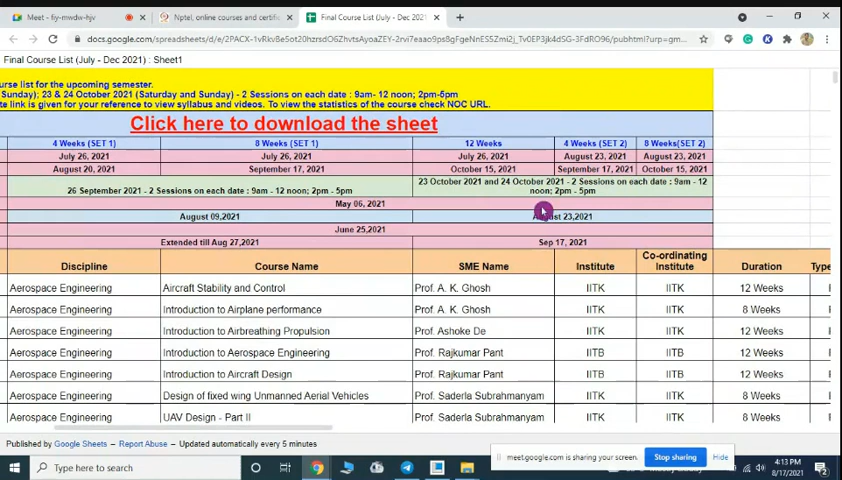 Meet - fiy-mwdw-hjv
Nptel, online courses and certific
Final Course List (July - Dec 2021)
Final Course List (July - Dec 2021) : Sheet1
urse list for the upcoming semester.
Sunday); 23 & 24 October 2021 (Saturday and Sunday) - 2 Sessions on each date : 9am- 12 noon; 2pm-5pm
te link is given for your reference to view syllabus and videos. To view the statistics of the course check NOC URL.
Click here to download the sheet
4 Weeks (SET 1) 8 Weeks (SET 1) 12 Weeks 4 Weeks (SET 2) 8 Weeks(SET 2)
July 26, 2021 July 26, 2021 July 26, 2021 August 23, 2021 August 23, 2021
August 20, 2021 September 17, 2021 October 15, 2021 September 17, 2021 October 15, 2021
26 September 2021 - 2 Sessions on each date : 9am - 12 noon; 2pm - 5pm
23 October 2021 and 24 October 2021 - 2 Sessions on each date : 9am - 12
noon; 2pm - 5pm
May 06, 2021
August 09,2021 August 23,2021
June 25,2021
Extended till Aug 27,2021 Sep 17, 2021
Discipline Course Name SME Name Institute Co-ordinating Institute Duration Type
Aerospace Engineering Aircraft Stability and Control Prof. A. K. Ghosh IITK IITK 12 Weeks
Aerospace Engineering Introduction to Airplane performance Prof. A. K. Ghosh IITK IITK 8 Weeks
Aerospace Engineering Introduction to Airbreathing Propulsion Prof. Ashoke De IITK IITK 12 Weeks
Aerospace Engineering Introduction to Aerospace Engineering Prof. Rajkumar Pant IITB IITB 12 Weeks
Aerospace Engineering Introduction to Aircraft Design Prof. Rajkumar Pant IITB IITB 12 Weeks
Aerospace Engineering Design of fixed wing Unmanned Aerial Vehicles Prof. Saderla Subrahmanyam IITK IITK 8 Weeks
Aerospace Engineering UAV Design - Part II Prof. Saderla Subrahmanyam IITK IITK 8 Weeks
Published by Google Sheets - Report Abuse - Updated automatically every 5 minutes
meet.google.com is sharing your screen. Stop sharing Hide
Type here to search
4:13 PM
8/17/2021